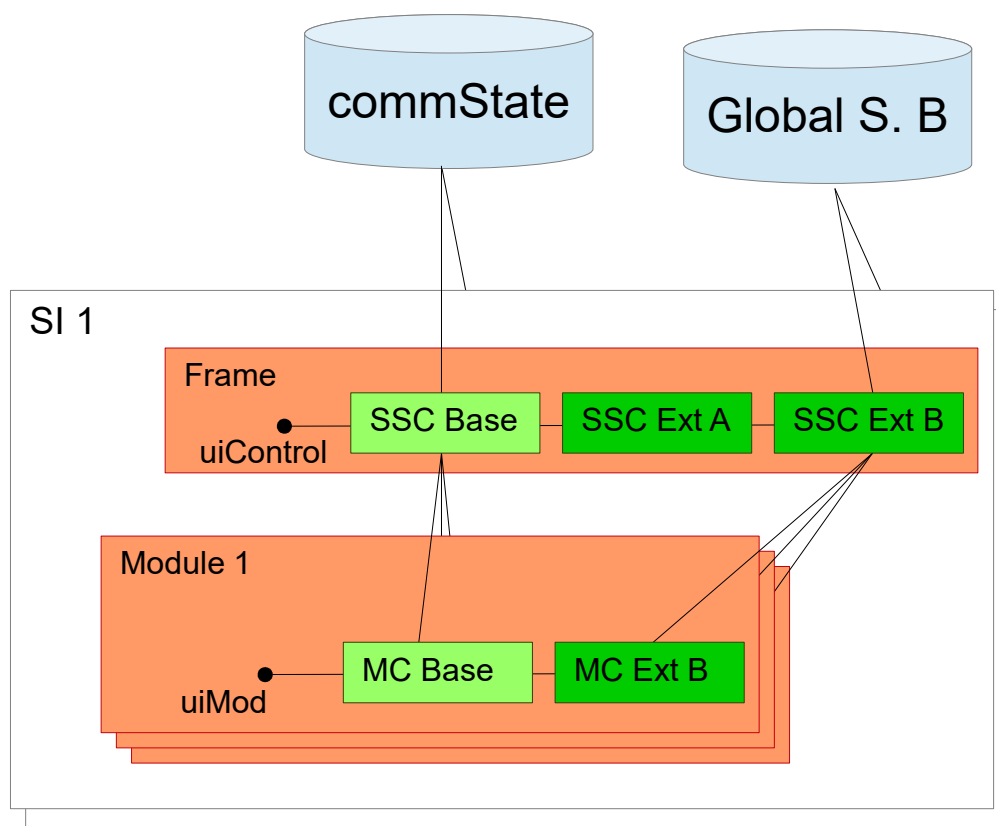 commState
Global S. B
SI 1
Frame
SSC Base
SSC Ext A
SSC Ext B
uiControl
Module 1
MC Base
MC Ext B
uiMod